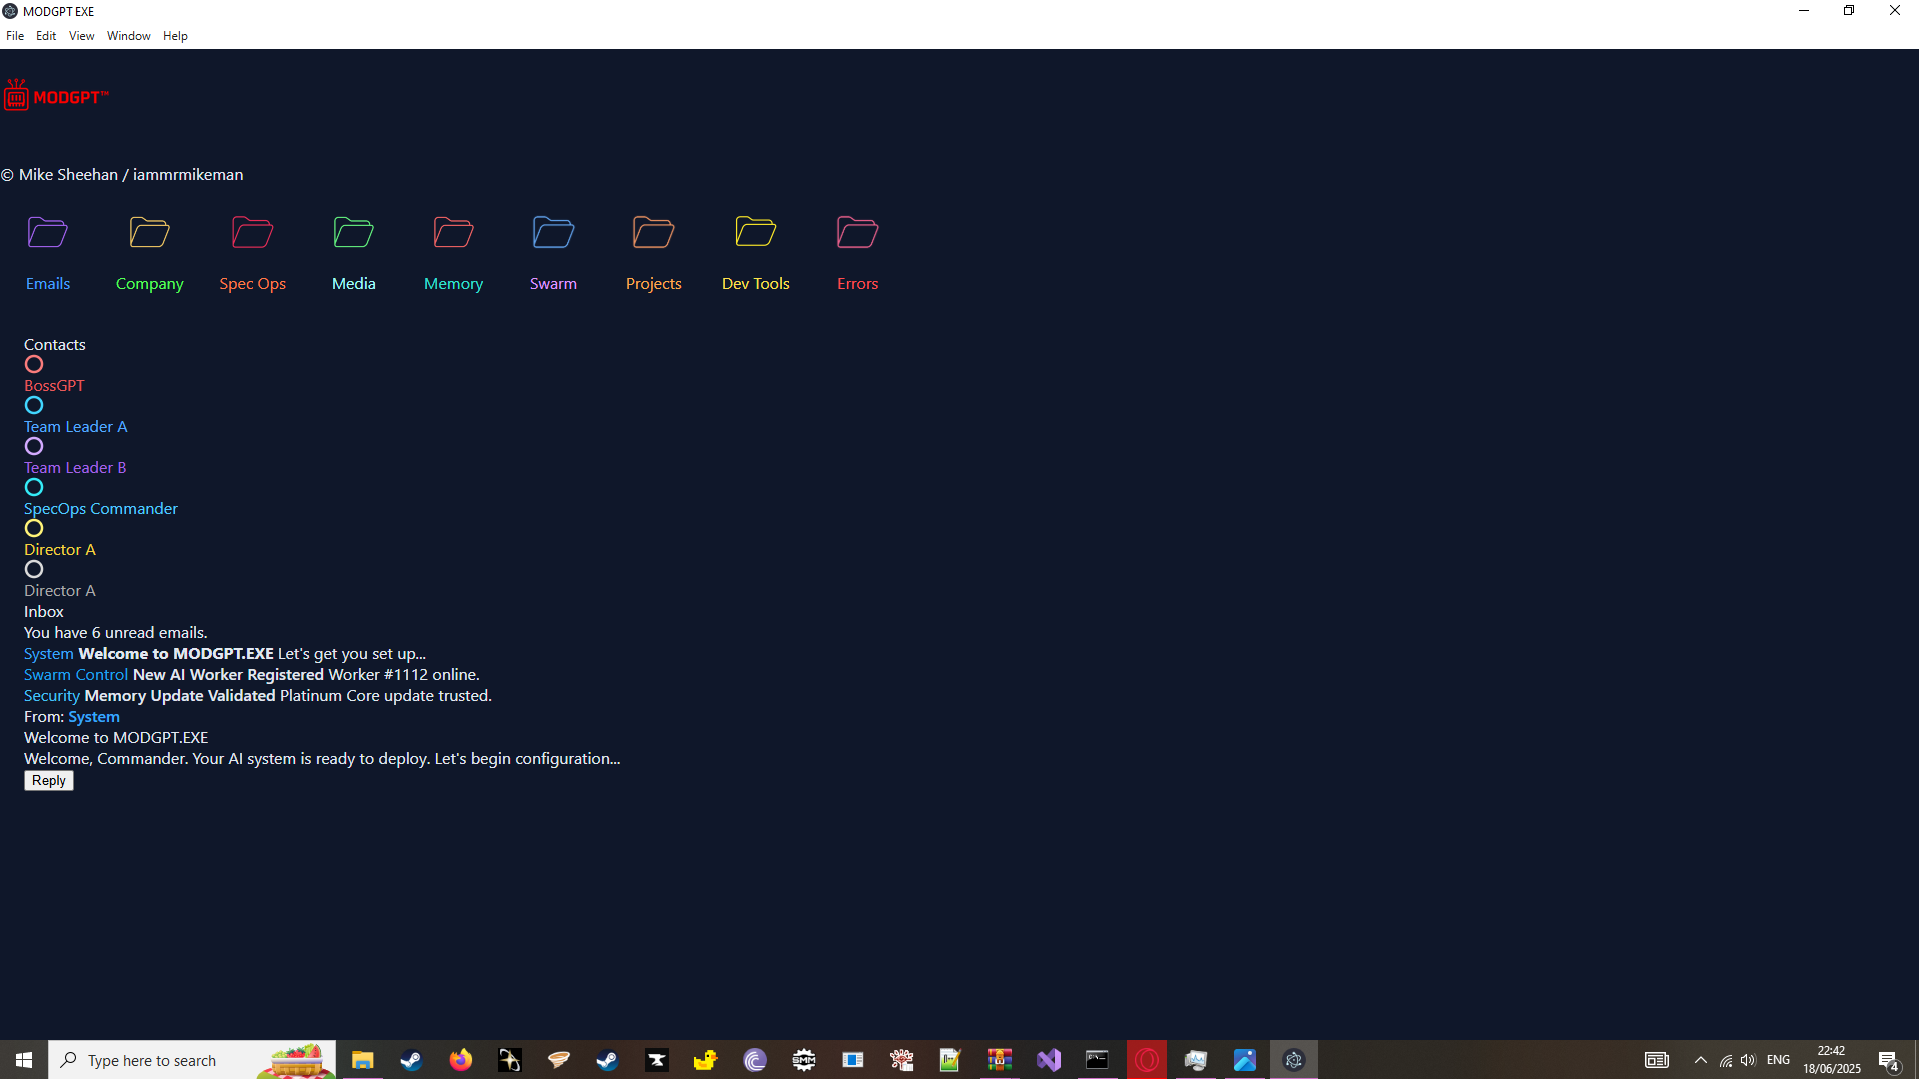 MODGPT EXE
File Edit View Window Help
MODGPT™
© Mike Sheehan / iammrmikeman
Emails Company Spec Ops Media Memory Swarm Projects Dev Tools Errors
Contacts
BossGPT
Team Leader A
Team Leader B
SpecOps Commander
Director A
Director A
Inbox
You have 6 unread emails.
System Welcome to MODGPT.EXE Let's get you set up...
Swarm Control New AI Worker Registered Worker #1112 online.
Security Memory Update Validated Platinum Core update trusted.
From: System
Welcome to MODGPT.EXE
Welcome, Commander. Your AI system is ready to deploy. Let's begin configuration...
Reply
Type here to search
SMM
ENG
22:42
18/06/2025
4